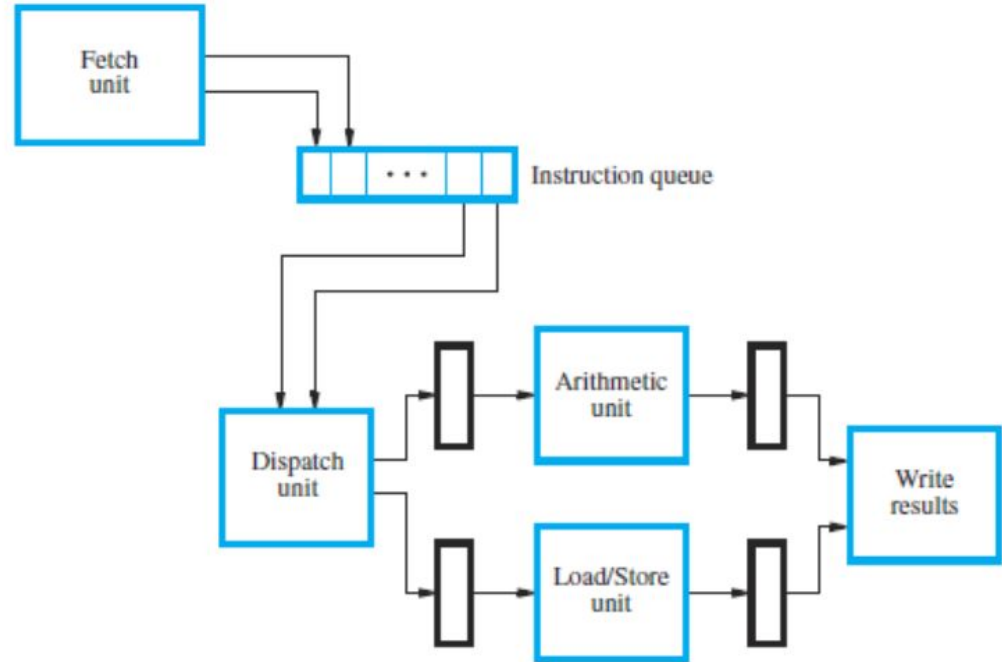 Fetch
unit
. . .
Instruction queue
Arithmetic
unit
Dispatch
unit
Write
results
Load/Store
unit